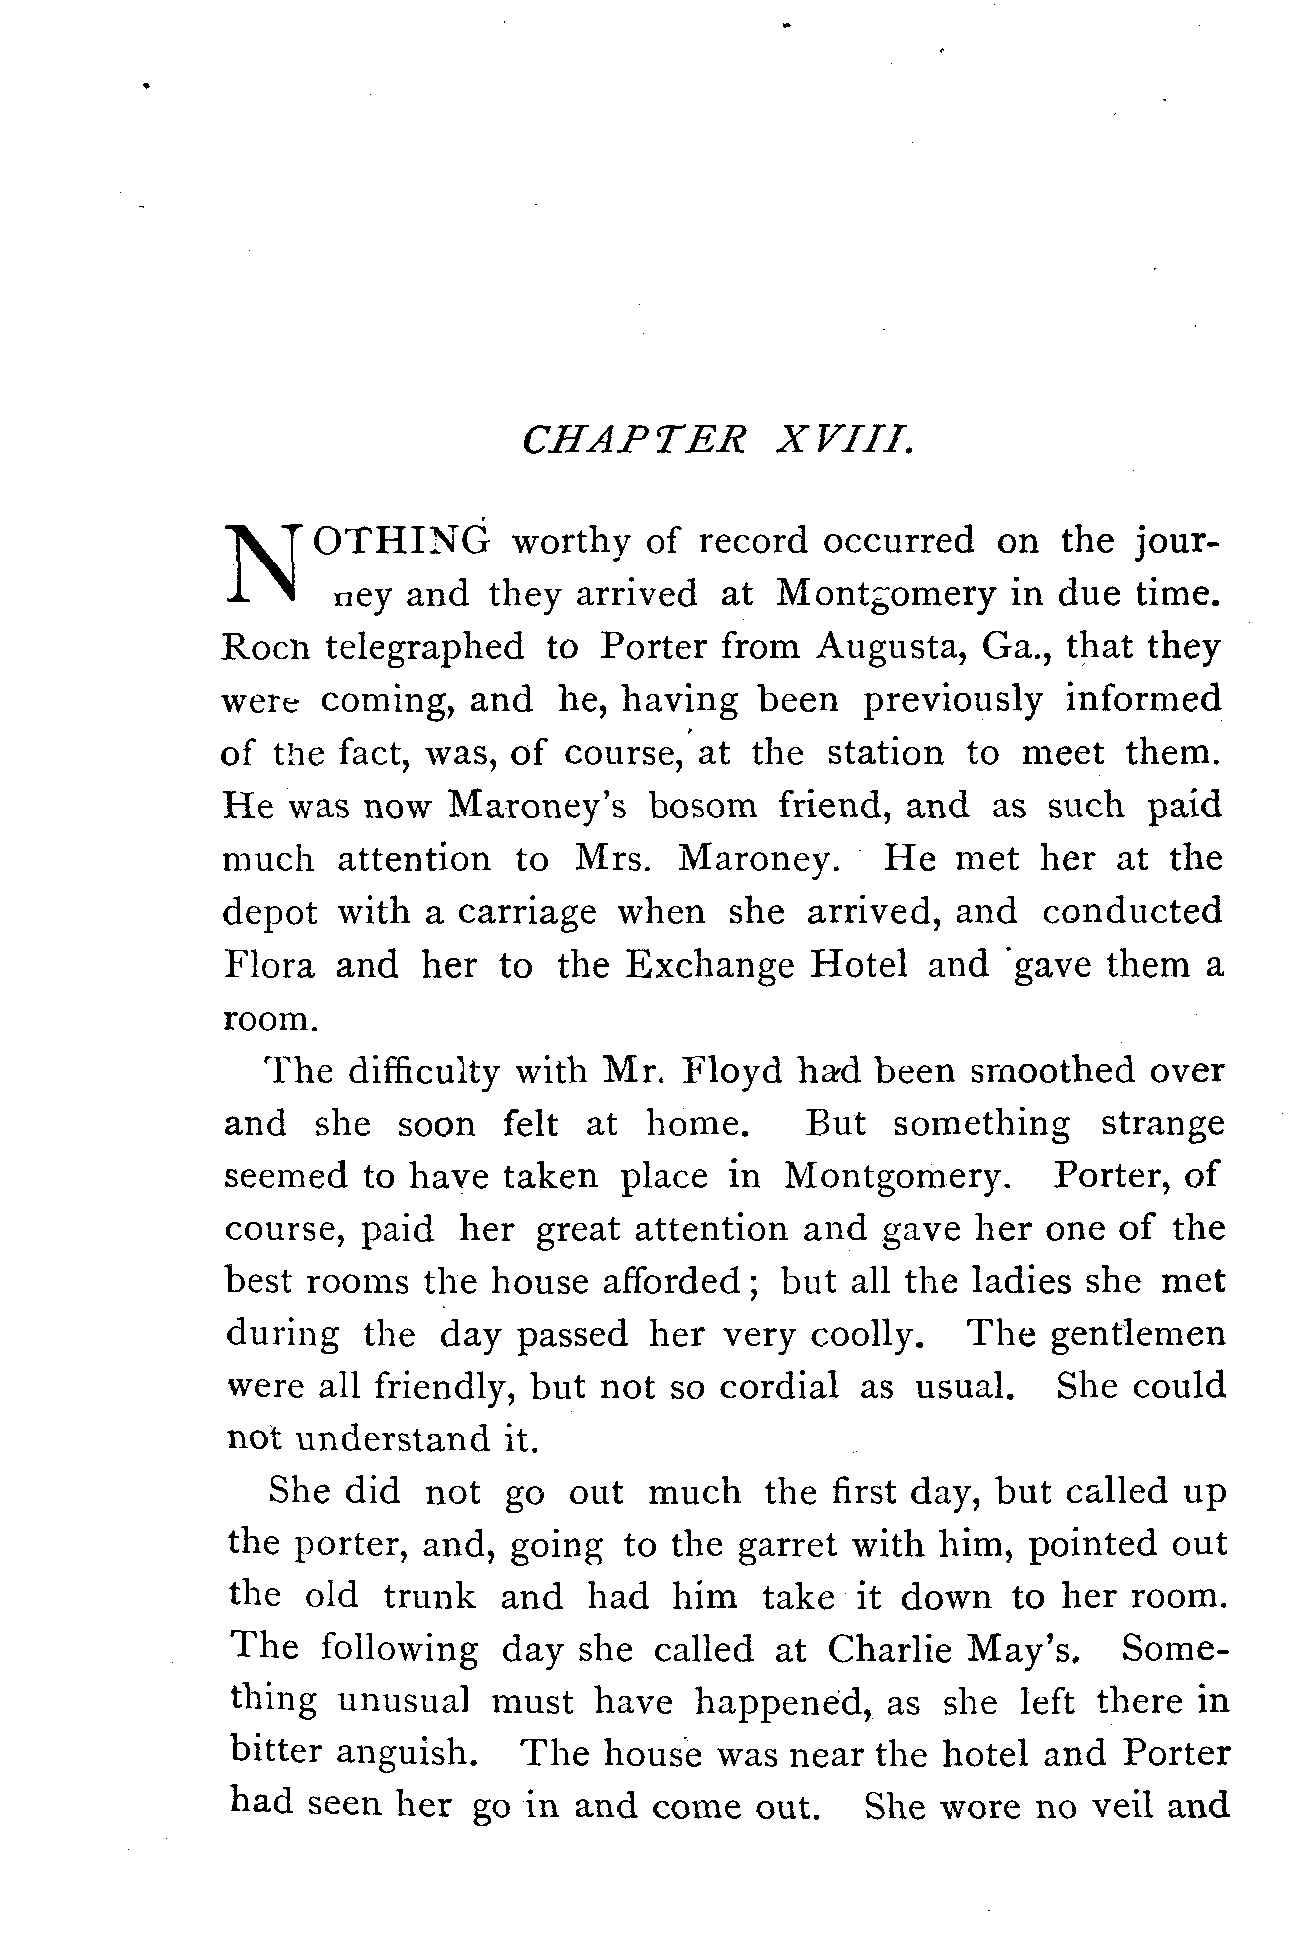 CHAPTER XVIII.
NOTHING worthy of record occurred on the jour-
ney and they arrived at Montgomery in due time.
Roch telegraphed to Porter from Augusta, Ga., that they
were coming, and he, having been previously informed
of the fact, was, of course, at the station to meet them.
He was now Maroney's bosom friend, and as such paid
much attention to Mrs. Maroney. He met her at the
depot with a carriage when she arrived, and conducted
Flora and her to the Exchange Hotel and gave them a
room.
The difficulty with Mr. Floyd had been smoothed over
and she soon felt at home. But something strange
seemed to have taken place in Montgomery. Porter, of
course, paid her great attention and gave her one of the
best rooms the house afforded; but all the ladies she met
during the day passed her very coolly. The gentlemen
were all friendly, but not so cordial as usual. She could
not understand it.
She did not go out much the first day, but called up
the porter, and, going to the garret with him, pointed out
the old trunk and had him take it down to her room.
The following day she called at Charlie May's. Some-
thing unusual must have happened, as she left there in
bitter anguish. The house was near the hotel and Porter
had seen her go in and come out. She wore no veil and